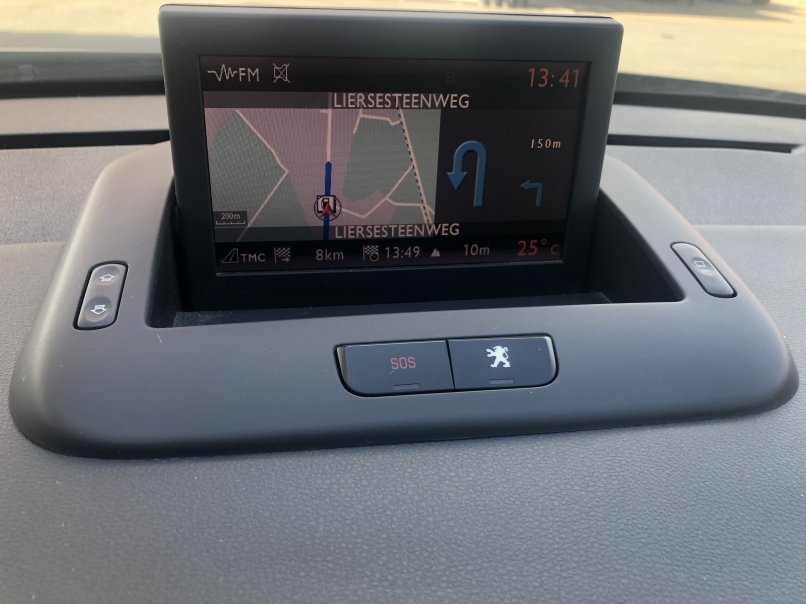 FM 13:41
LIERSESTEENWEG
150m
200m
LIERSESTEENWEG
TMC 8km 13:49 10m 25°C
SOS